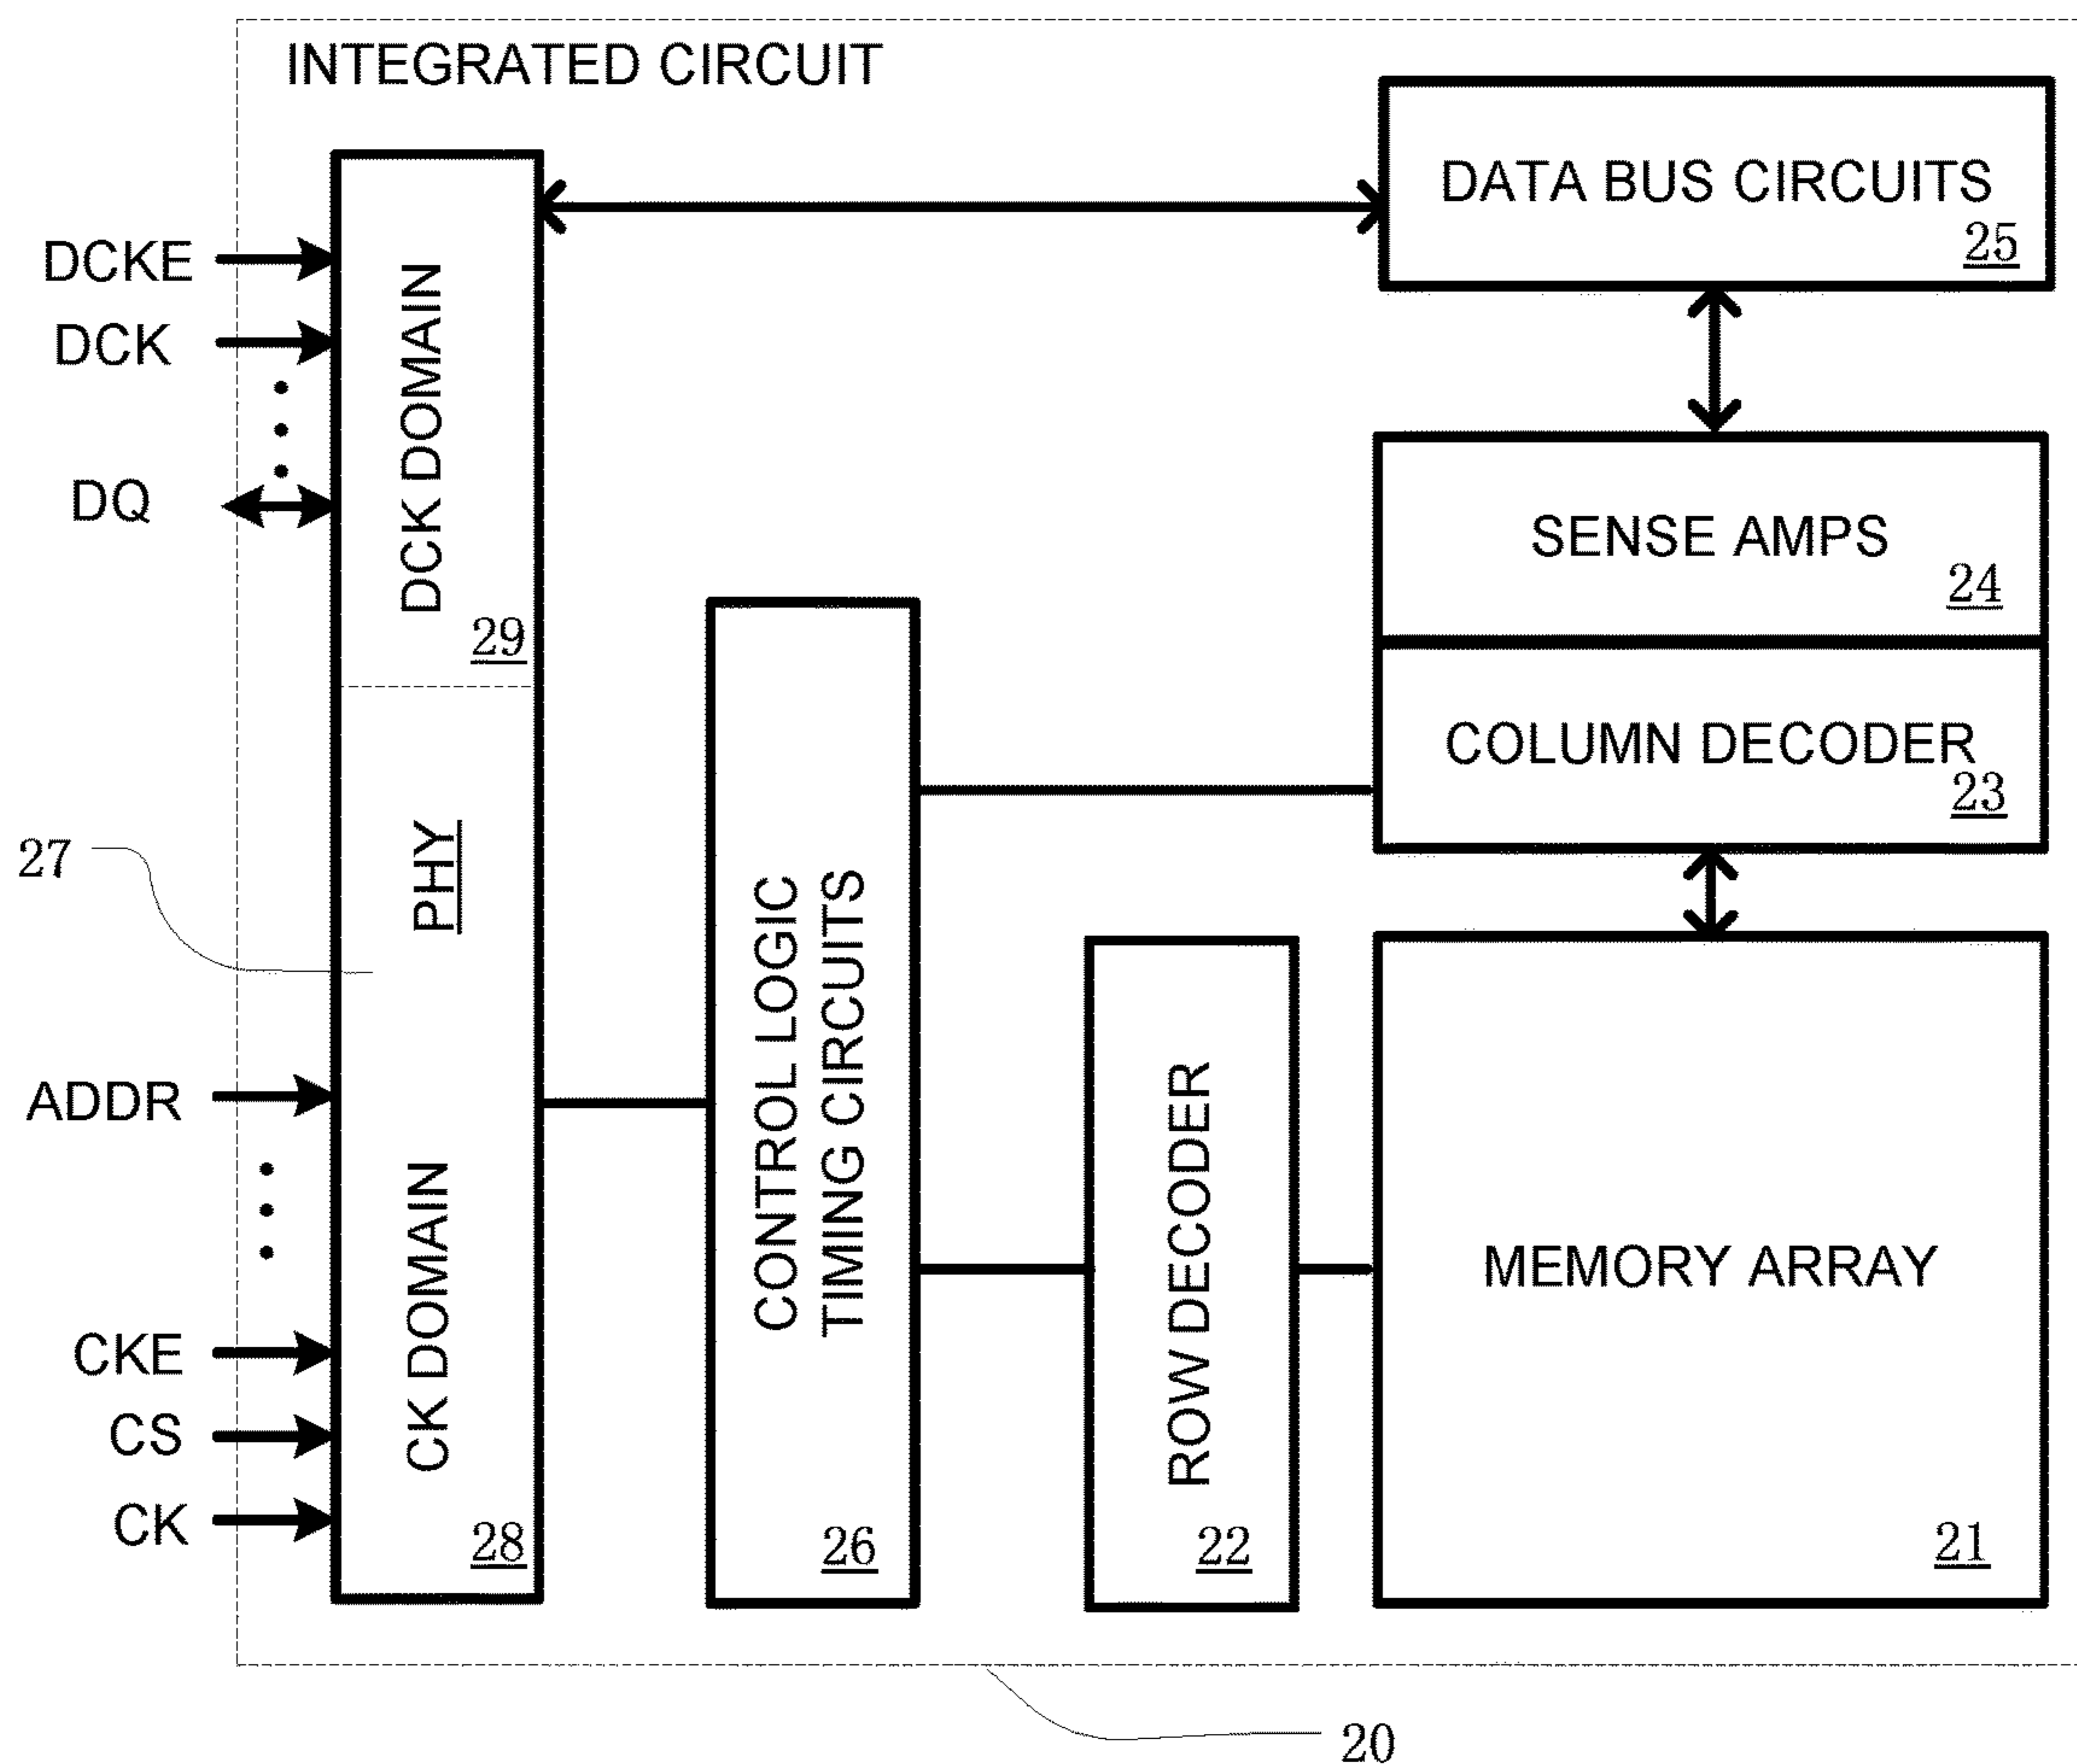 INTEGRATED CIRCUIT
DATA BUS CIRCUITS
25
DCKE
DCK
DQ
DCK DOMAIN
29
SENSE AMPS
24
COLUMN DECODER
23
27
PHY
CONTROL LOGIC
TIMING CIRCUITS
26
ADDR
CKE
CS
CK
CK DOMAIN
28
ROW DECODER
22
MEMORY ARRAY
21
20